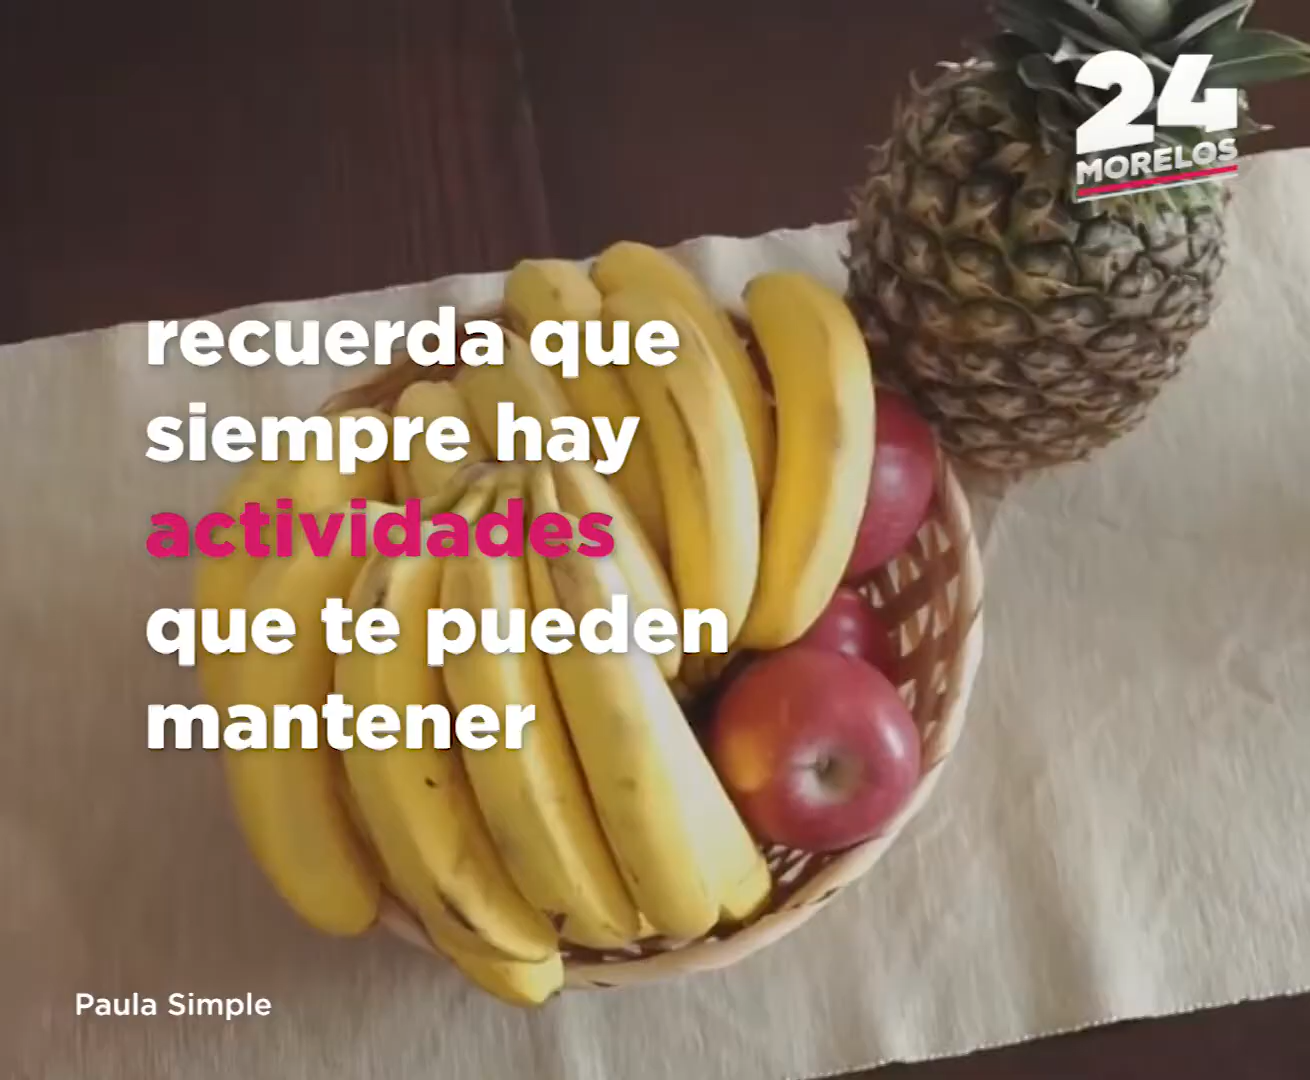 24
MORELOS
recuerda que
siempre hay
actividades
que te pueden
mantener
Paula Simple